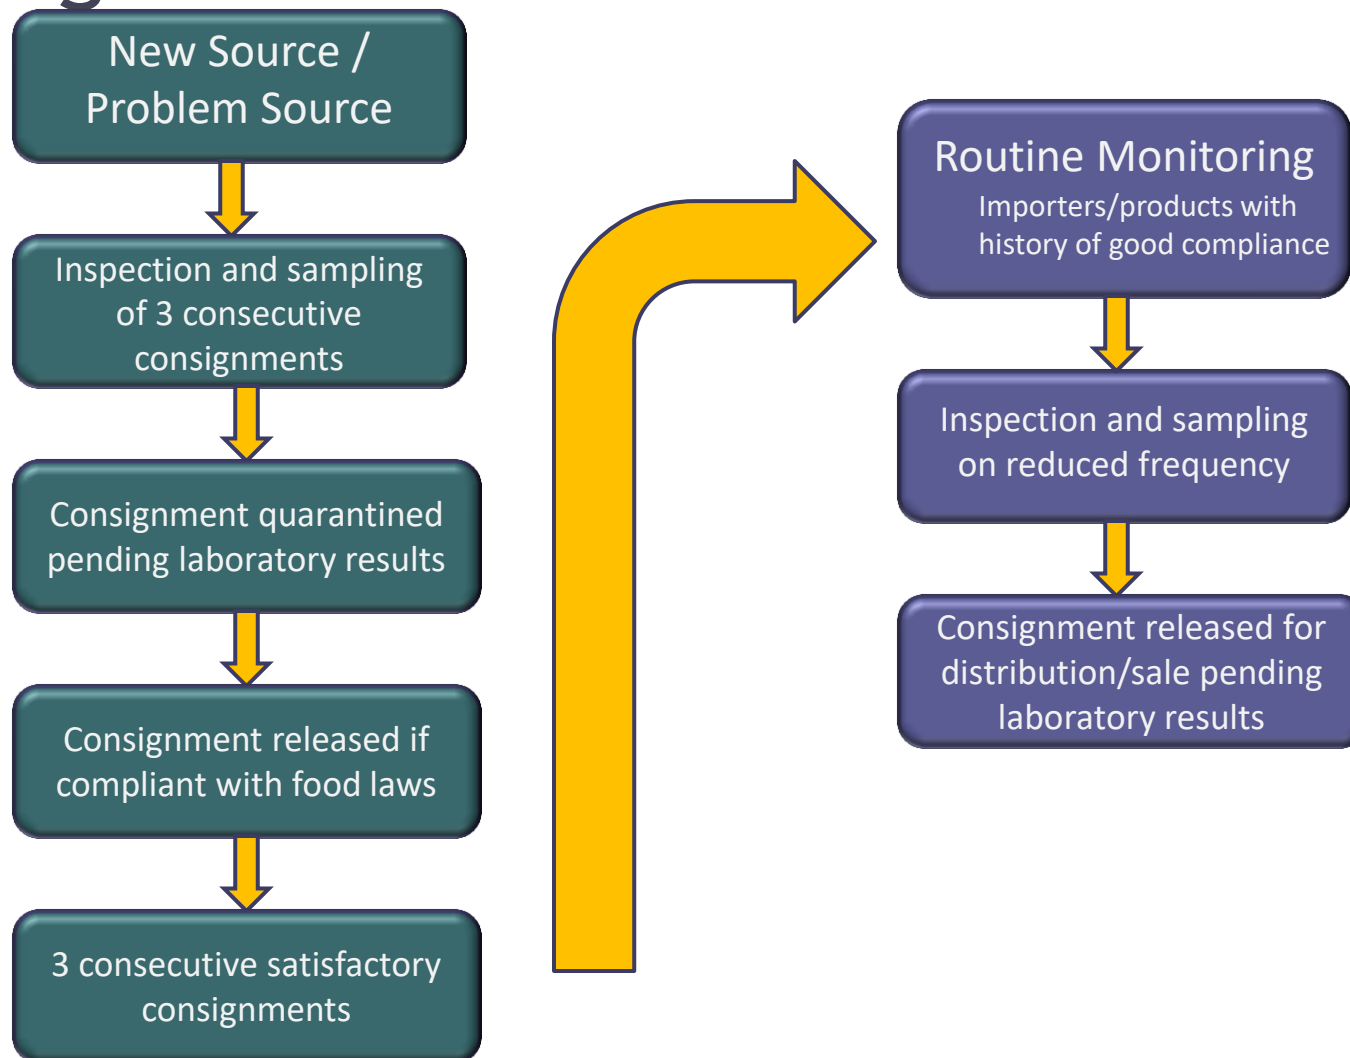 New Source /
Problem Source
Inspection and sampling
of 3 consecutive
consignments
Consignment quarantined
pending laboratory results
Consignment released if
compliant with food laws
3 consecutive satisfactory
consignments
Routine Monitoring
Importers/products with
history of good compliance
Inspection and sampling
on reduced frequency
Consignment released for
distribution/sale pending
laboratory results